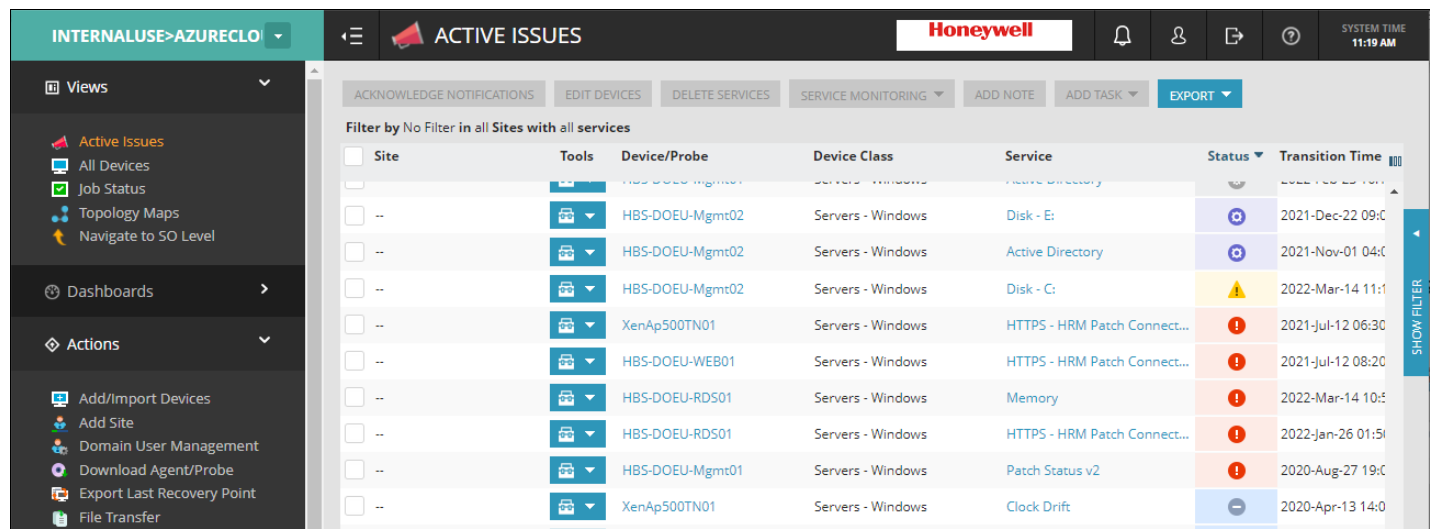 INTERNALUSE>AZURECLO
ACTIVE ISSUES
Honeywell
SYSTEM TIME
11:19 AM
Views
Active Issues
All Devices
Job Status
Topology Maps
Navigate to SO Level
Dashboards
Actions
Add/Import Devices
Add Site
Domain User Management
Download Agent/Probe
Export Last Recovery Point
File Transfer
ACKNOWLEDGE NOTIFICATIONS EDIT DEVICES DELETE SERVICES SERVICE MONITORING ADD NOTE ADD TASK EXPORT
Filter by No Filter in all Sites with all services
Site Tools Device/Probe Device Class Service Status Transition Time
-- HBS-DOEU-Mgmt02 Servers - Windows Disk - E: 2021-Dec-22 09:0
-- HBS-DOEU-Mgmt02 Servers - Windows Active Directory 2021-Nov-01 04:0
-- HBS-DOEU-Mgmt02 Servers - Windows Disk - C: 2022-Mar-14 11:1
-- XenAp500TN01 Servers - Windows HTTPS - HRM Patch Connect... 2021-Jul-12 06:30
-- HBS-DOEU-WEB01 Servers - Windows HTTPS - HRM Patch Connect... 2021-Jul-12 08:20
-- HBS-DOEU-RDS01 Servers - Windows Memory 2022-Mar-14 10:5
-- HBS-DOEU-RDS01 Servers - Windows HTTPS - HRM Patch Connect... 2022-Jan-26 01:50
-- HBS-DOEU-Mgmt01 Servers - Windows Patch Status v2 2020-Aug-27 19:0
-- XenAp500TN01 Servers - Windows Clock Drift 2020-Apr-13 14:0
SHOW FILTER